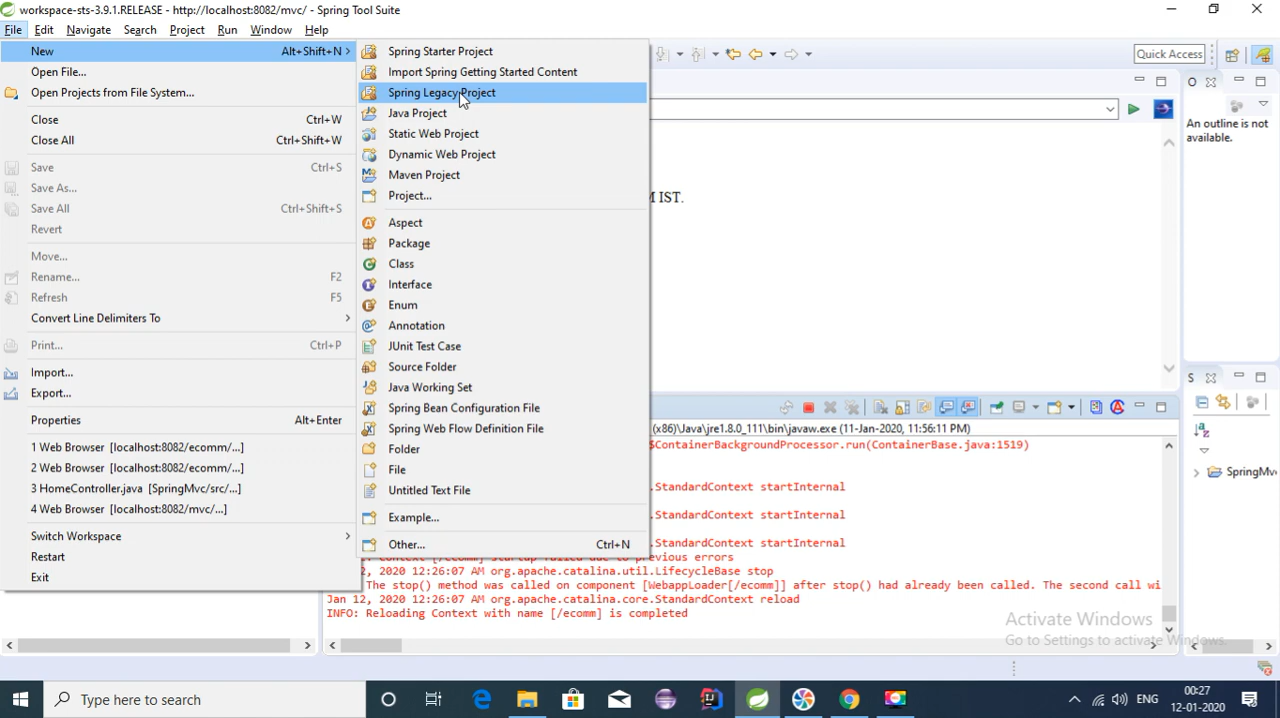 workspace-sts-3.9.1.RELEASE - http://localhost:8082/mvc/ - Spring Tool Suite
File Edit Navigate Search Project Run Window Help
New Alt+Shift+N
Open File...
Open Projects from File System...
Close Ctrl+W
Close All Ctrl+Shift+W
Save Ctrl+S
Save As...
Save All Ctrl+Shift+S
Revert
Move...
Rename... F2
Refresh F5
Convert Line Delimiters To
Print... Ctrl+P
Import...
Export...
Properties Alt+Enter
1 Web Browser [localhost:8082/ecomm/...]
2 Web Browser [localhost:8082/ecomm/...]
3 HomeController.java [SpringMvc/src/...]
4 Web Browser [localhost:8082/mvc/...]
Switch Workspace
Restart
Exit
Spring Starter Project
Import Spring Getting Started Content
Spring Legacy Project
Java Project
Static Web Project
Dynamic Web Project
Maven Project
Project...
Aspect
Package
Class
Interface
Enum
Annotation
JUnit Test Case
Source Folder
Java Working Set
Spring Bean Configuration File
Spring Web Flow Definition File
Folder
File
Untitled Text File
Example...
Other... Ctrl+N
Quick Access
O
An outline is not
available.
IST.
S
SpringMv
(x86)\Java\jre1.8.0_111\bin\javaw.exe (11-Jan-2020, 11:56:11 PM)
$ContainerBackgroundProcessor.run(ContainerBase.java:1519)
.StandardContext startInternal
.StandardContext startInternal
.StandardContext startInternal
Context [/ecomm] startup failed due to previous errors
12, 2020 12:26:07 AM org.apache.catalina.util.LifecycleBase stop
The stop() method was called on component [WebappLoader[/ecomm]] after stop() had already been called. The second call wi
Jan 12, 2020 12:26:07 AM org.apache.catalina.core.StandardContext reload
INFO: Reloading Context with name [/ecomm] is completed
Activate Windows
Go to Settings to activate Windows.
Type here to search
ENG
00:27
12-01-2020